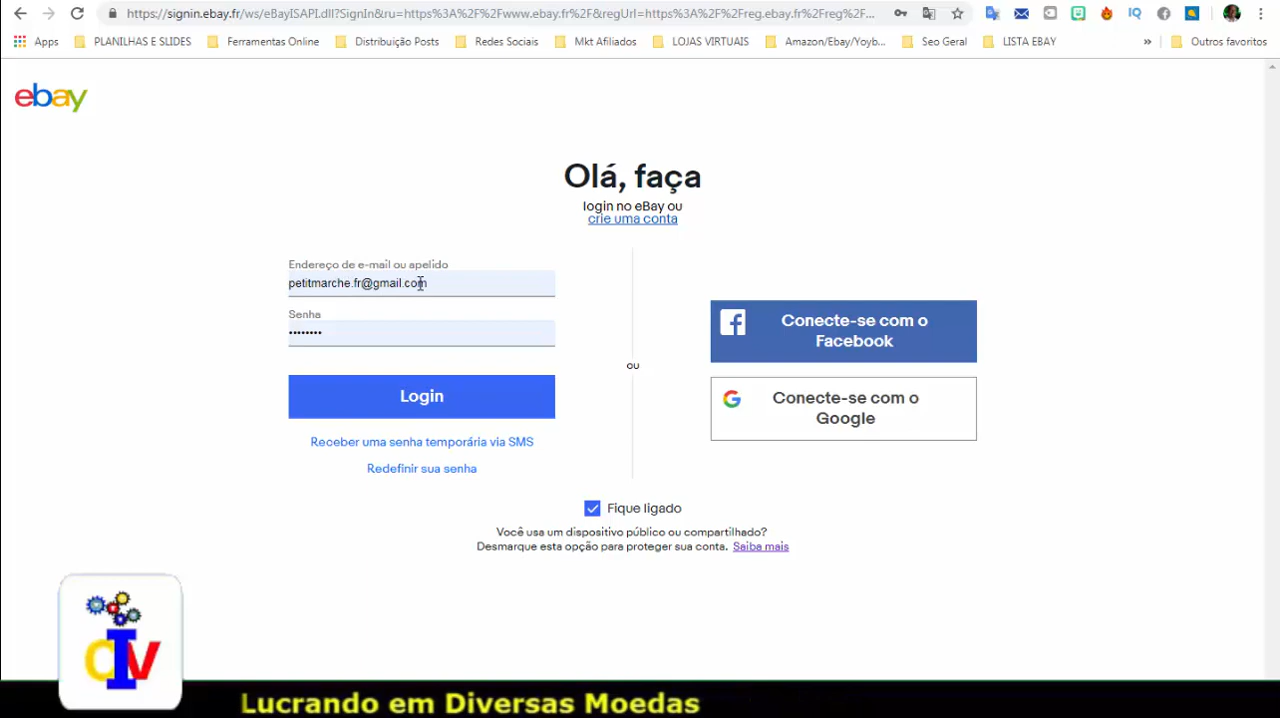 https://signin.ebay.fr/ws/eBayISAPI.dll?SignIn&ru=https%3A%2F%2Fwww.ebay.fr%2F&regUrl=https%3A%2F%2Freg.ebay.fr%2Freg%2F...
Apps PLANILHAS E SLIDES Ferramentas Online Distribuição Posts Redes Sociais Mkt Afiliados LOJAS VIRTUAIS Amazon/Ebay/Yoyb... Seo Geral LISTA EBAY » Outros favoritos
ebay
Olá, faça
login no eBay ou
crie uma conta
Endereço de e-mail ou apelido
petitmarche.fr@gmail.com
Senha
••••••••
Login
Receber uma senha temporária via SMS
Redefinir sua senha
ou
Conecte-se com o
Facebook
Conecte-se com o
Google
Fique ligado
Você usa um dispositivo público ou compartilhado?
Desmarque esta opção para proteger sua conta. Saiba mais
Lucrando em Diversas Moedas